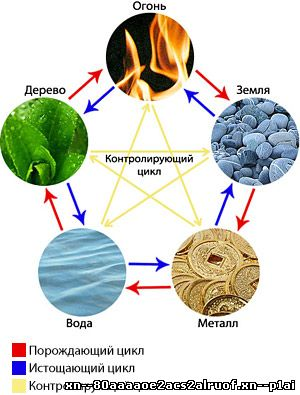 Огонь
Дерево
Земля
Контролирующий
цикл
Вода
Металл
Порождающий цикл
Истощающий цикл
xn--80aaaaoe2acs2alruof.xn--p1ai